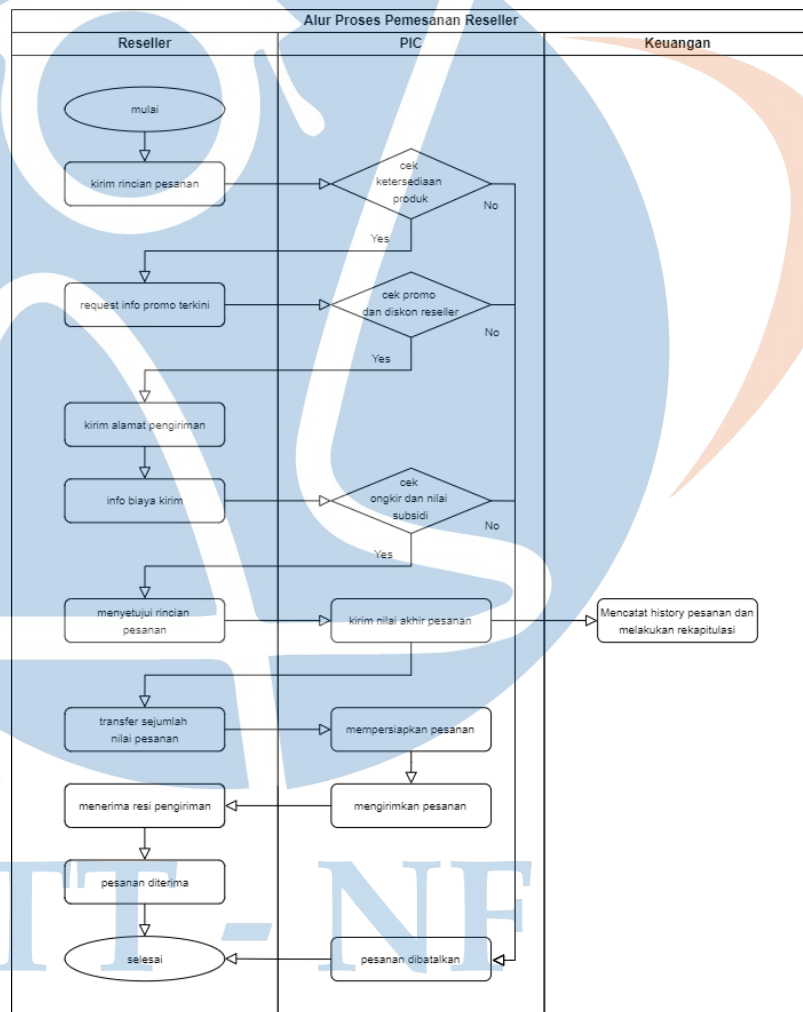 Alur Proses Pemesanan Reseller
Reseller
PIC
Keuangan
mulai
kirim rincian pesanan
cek
ketersediaan
produk
No
Yes
request info promo terkini
cek promo
dan diskon reseller
No
Yes
kirim alamat pengiriman
info biaya kirim
cek
ongkir dan nilai
subsidi
No
Yes
menyetujui rincian
pesanan
kirim nilai akhir pesanan
Mencatat history pesanan dan
melakukan rekapitulasi
transfer sejumlah
nilai pesanan
mempersiapkan pesanan
menerima resi pengiriman
mengirimkan pesanan
pesanan diterima
selesai
pesanan dibatalkan
TT - NF